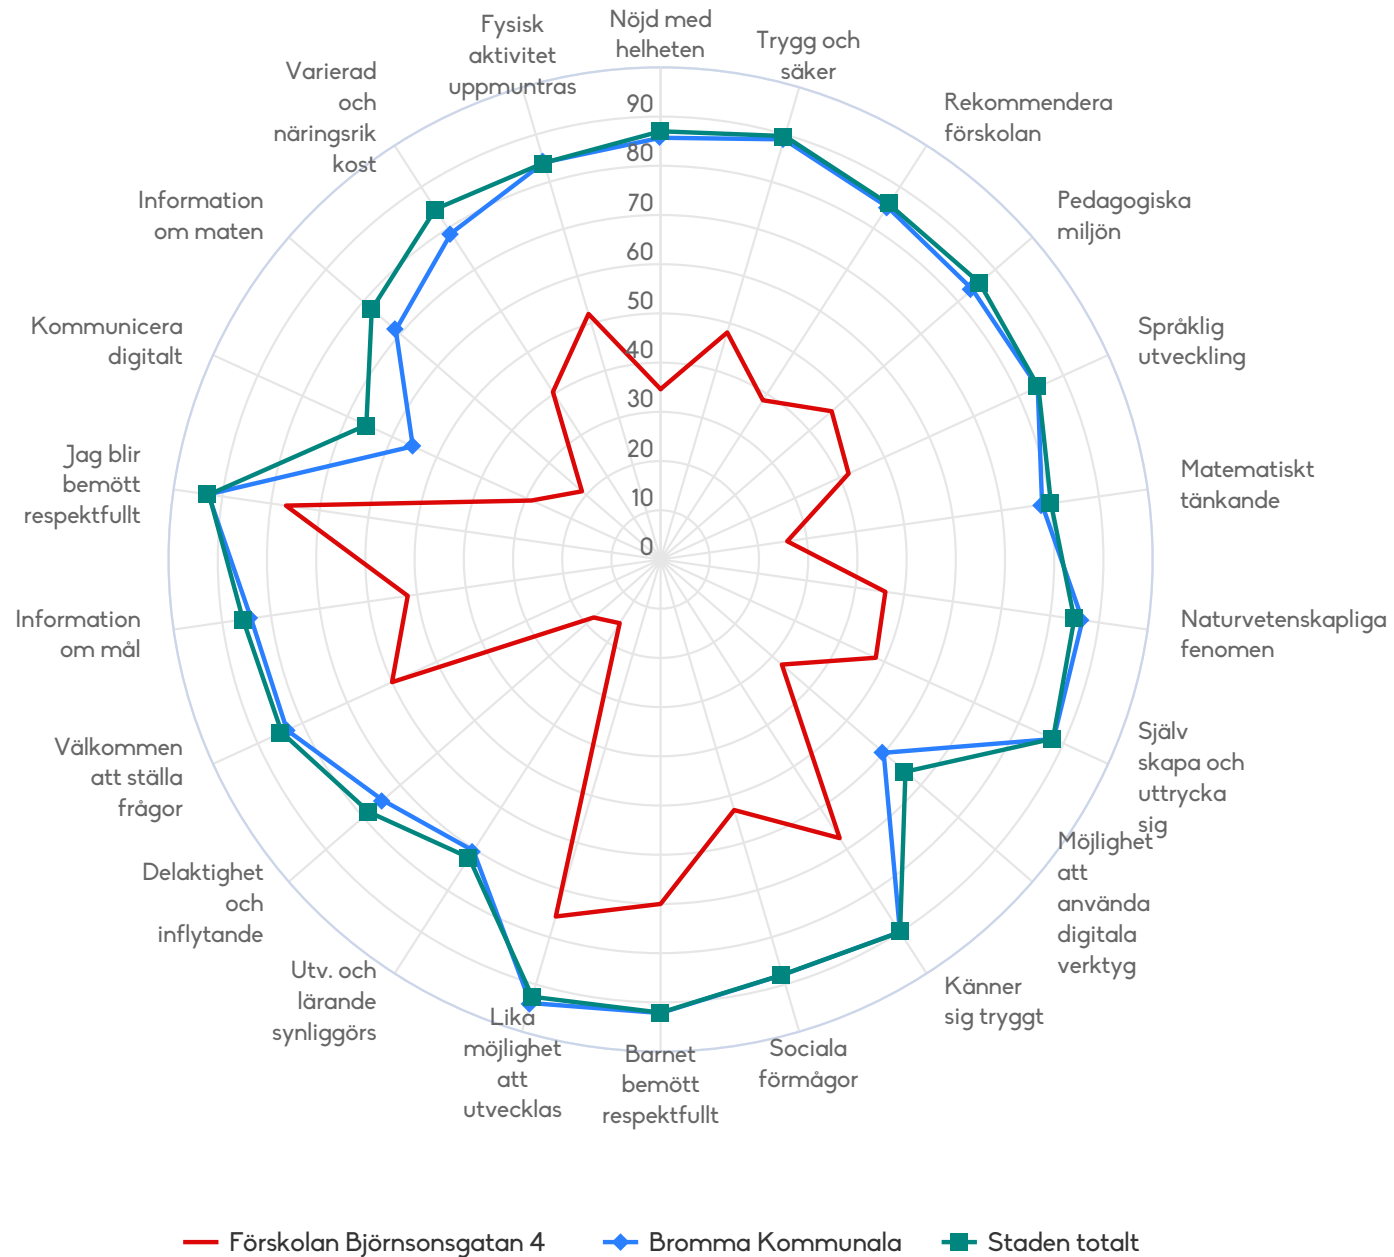 Nöjd med
helheten
Trygg och
säker
Rekommendera
förskolan
Pedagogiska
miljön
Språklig
utveckling
Matematiskt
tänkande
Naturvetenskapliga
fenomen
Själv
skapa och
uttrycka
sig
Möjlighet
att
använda
digitala
verktyg
Känner
sig tryggt
Sociala
förmågor
Barnet
bemött
respektfullt
Lika
möjlighet
att
utvecklas
Utv. och
lärande
synliggörs
Delaktighet
och
inflytande
Välkommen
att ställa
frågor
Information
om mål
Jag blir
bemött
respektfullt
Kommunicera
digitalt
Information
om maten
Varierad
och
näringsrik
kost
Fysisk
aktivitet
uppmuntras
90
80
70
60
50
40
30
20
10
0
Förskolan Björnsonsgatan 4
Bromma Kommunala
Staden totalt